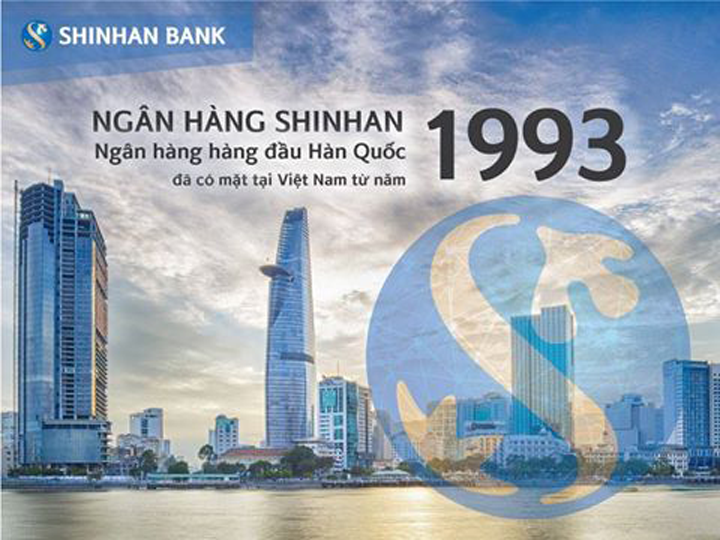 SHINHAN BANK
NGÂN HÀNG SHINHAN
Ngân hàng hàng đầu Hàn Quốc
đã có mặt tại Việt Nam từ năm
1993